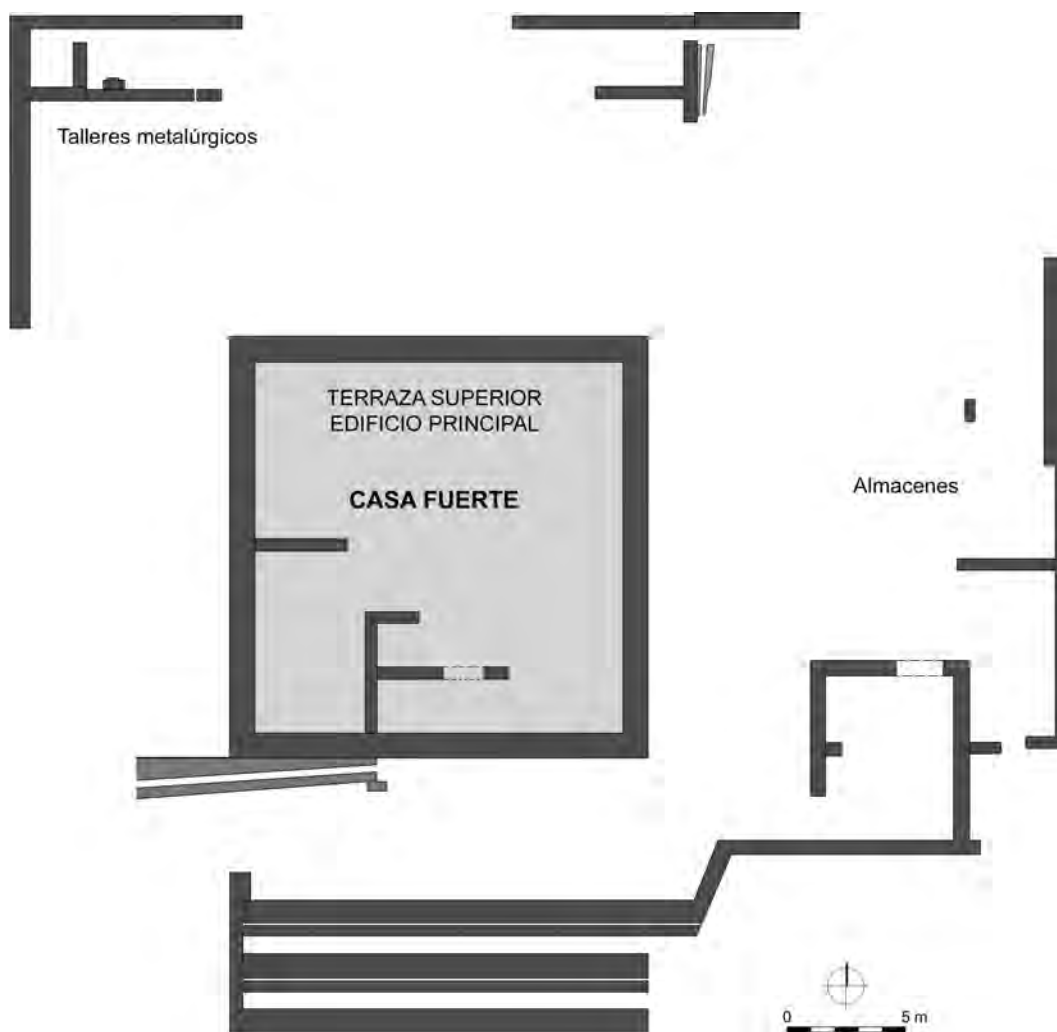 Talleres metalúrgicos
TERRAZA SUPERIOR
EDIFICIO PRINCIPAL
CASA FUERTE
Almacenes
0 5 m